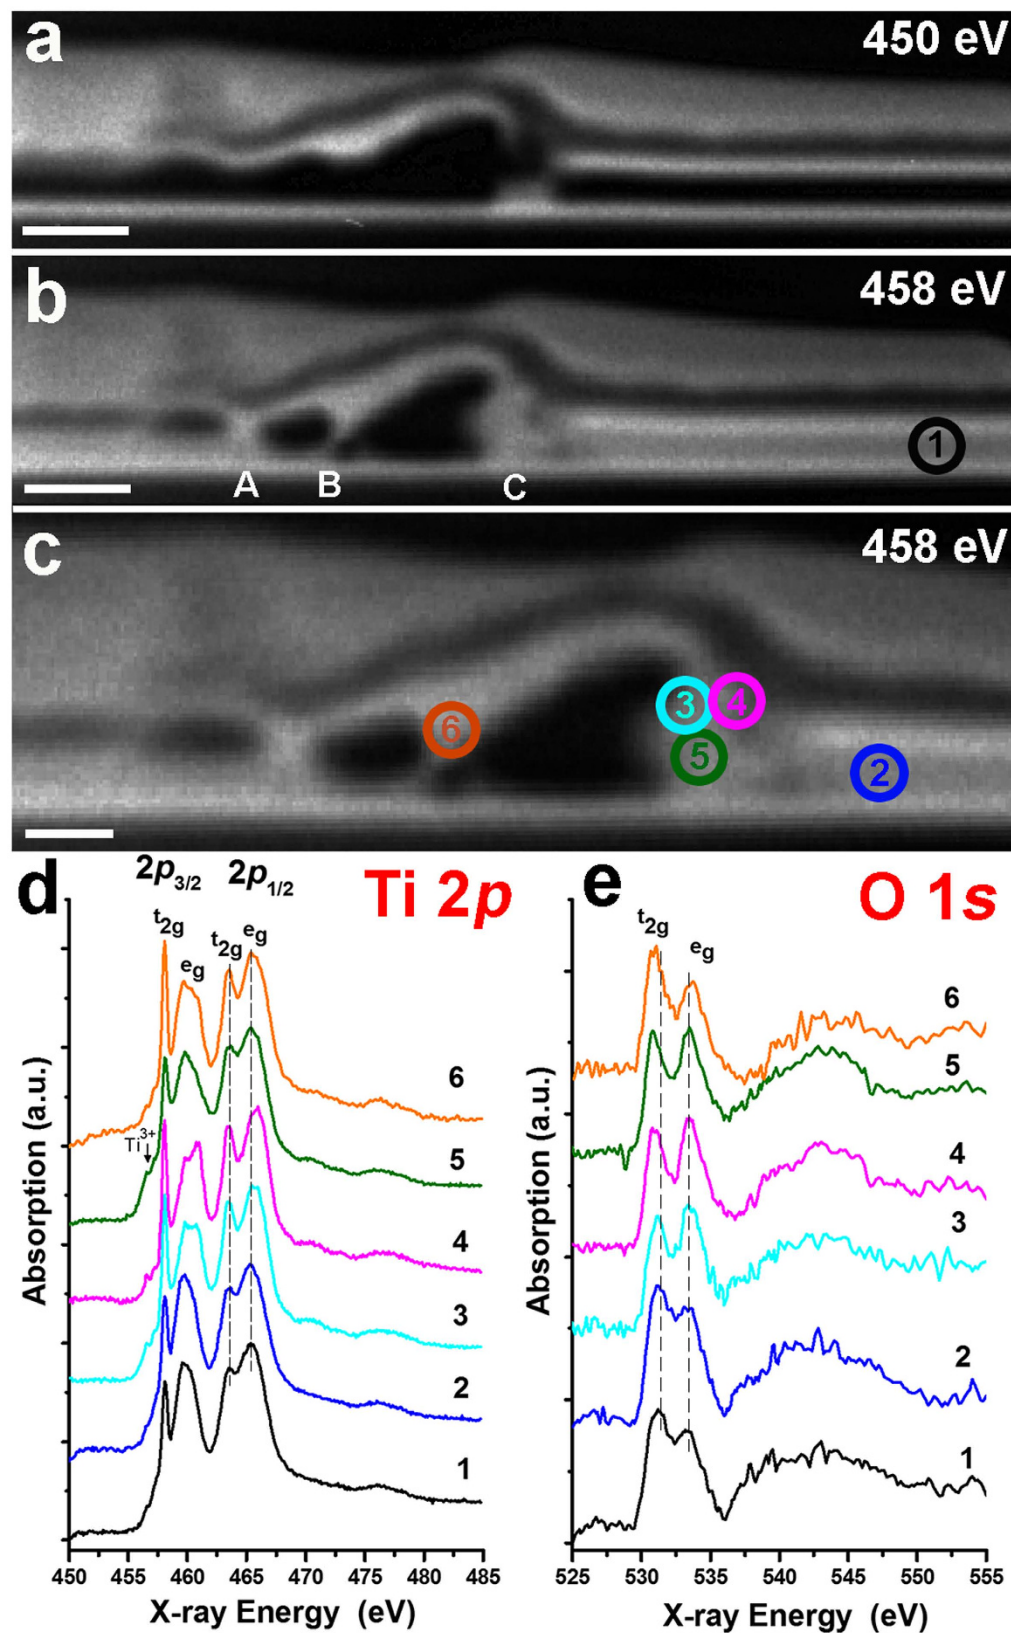 a
450 eV
b
458 eV
1
A
B
C
c
458 eV
3
4
6
5
2
d
2p3/2
2p1/2
Ti 2p
t2g
eg
t2g
eg
6
Ti3+
5
4
3
2
1
Absorption (a.u.)
450 455 460 465 470 475 480 485
X-ray Energy (eV)
e
O 1s
t2g
eg
6
5
4
3
2
1
Absorption (a.u.)
525 530 535 540 545 550 555
X-ray Energy (eV)